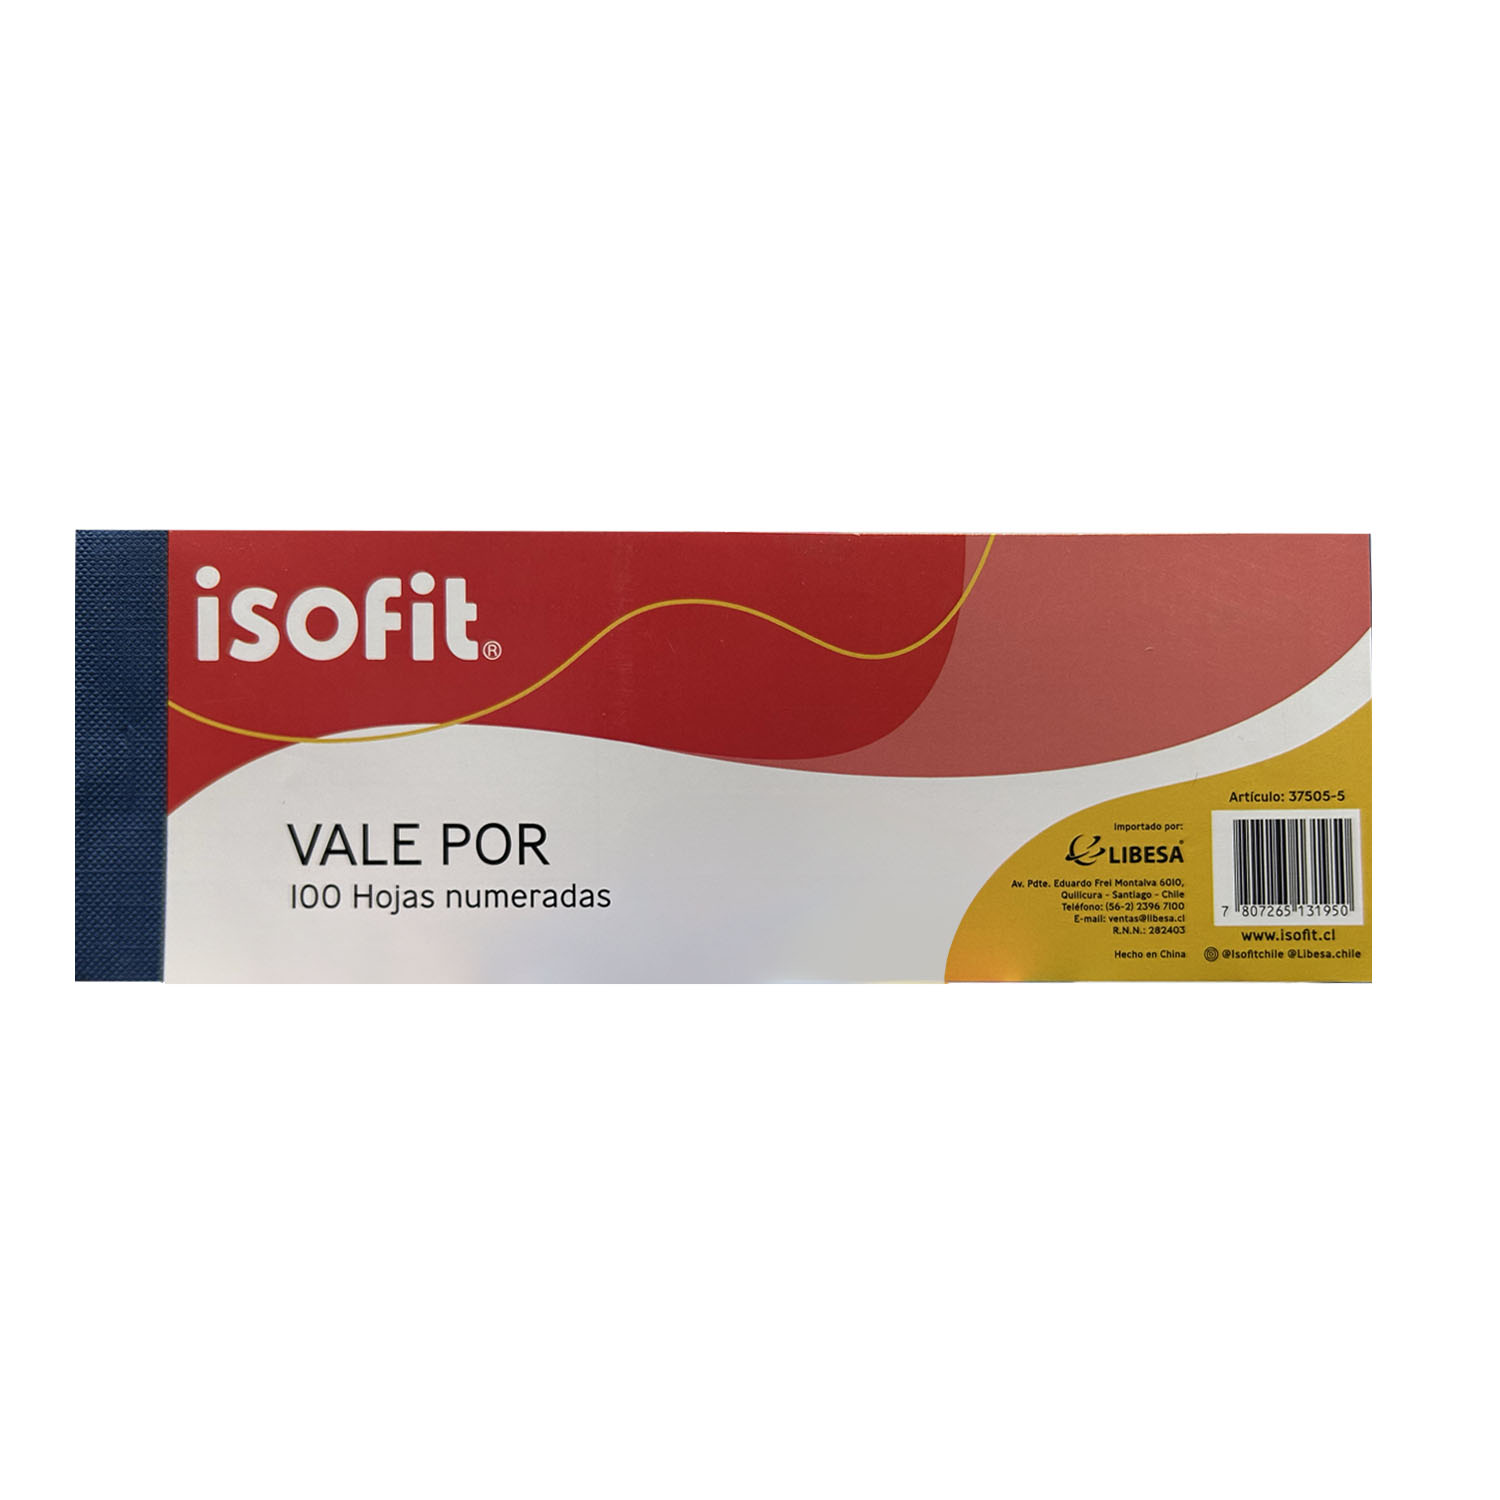 isofit®
VALE POR
100 Hojas numeradas
Artículo: 37505-5
Importado por:
LIBESA
Av. Pdte. Eduardo Frei Montalva 6010,
Quilicura - Santiago - Chile
Teléfono: (56-2) 2396 7100
E-mail: ventas@libesa.cl
R.N.N.: 282403
Hecho en China
7 807265 131950
www.isofit.cl
@Isofitchile @Libesa.chile